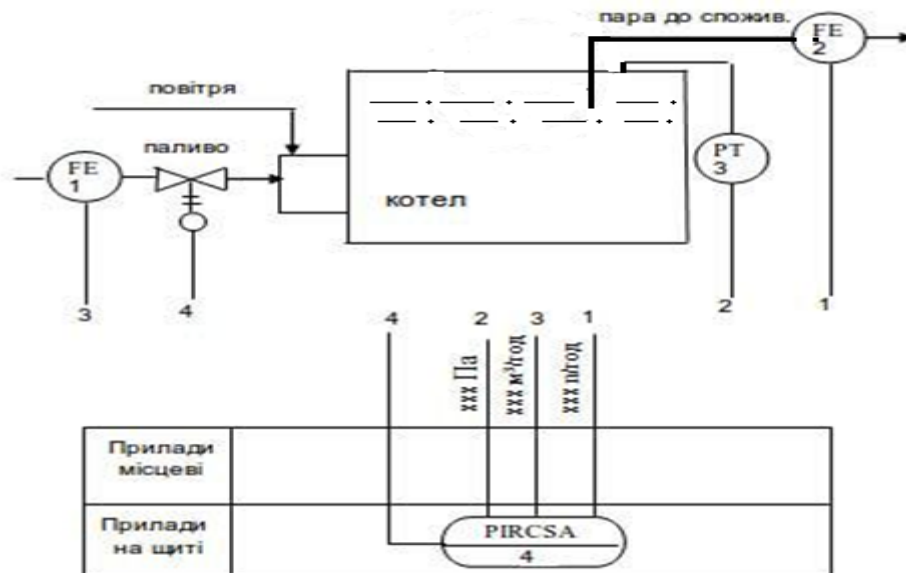 пара до спожив.
FE
2
повітря
паливо
FE
1
PT
3
котел
3
4
2
1
4
2
3
1
xxx Па
xxx м³/год
xxx п/год
Прилади
місцеві
Прилади
на щиті
PIRCSA
4